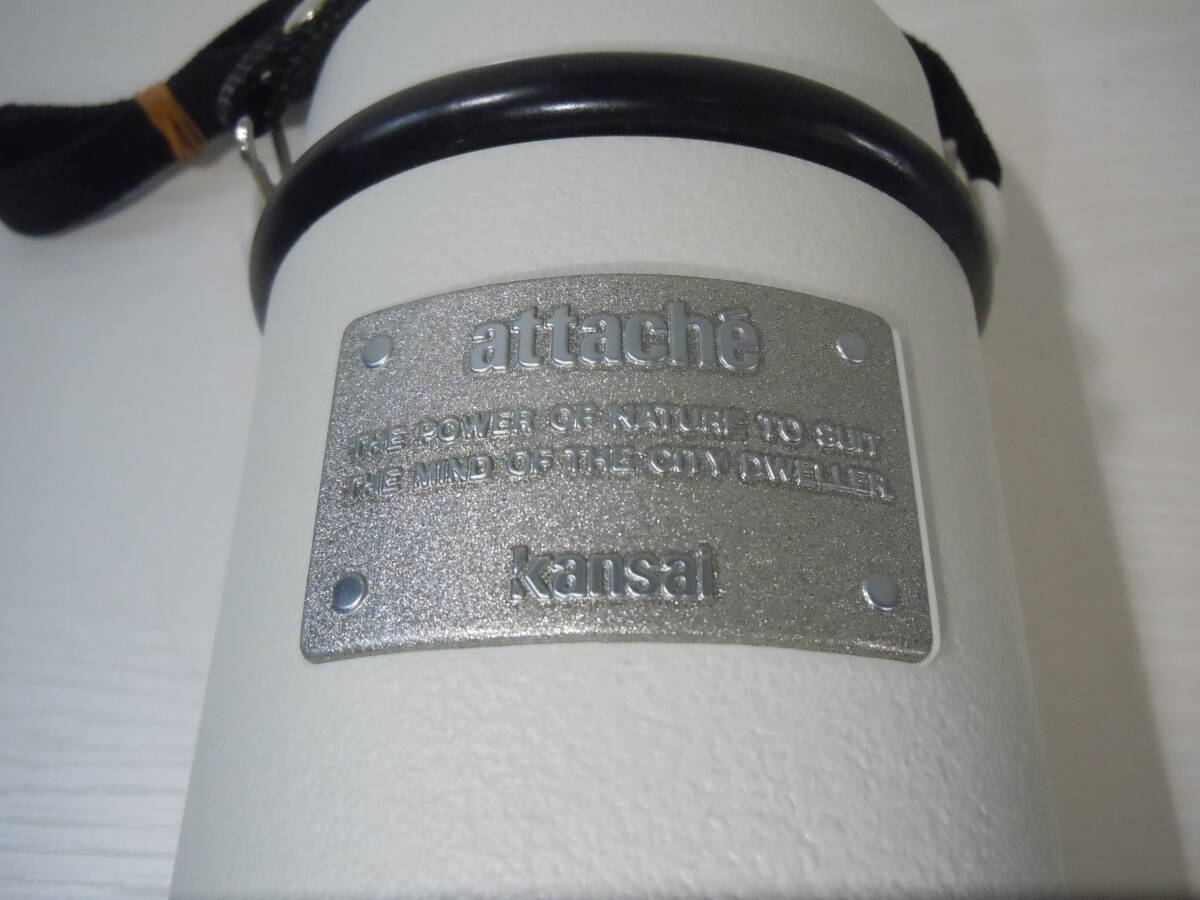 attaché
THE POWER OF NATURE TO SUIT
THE MIND OF THE CITY DWELLER.
kansai